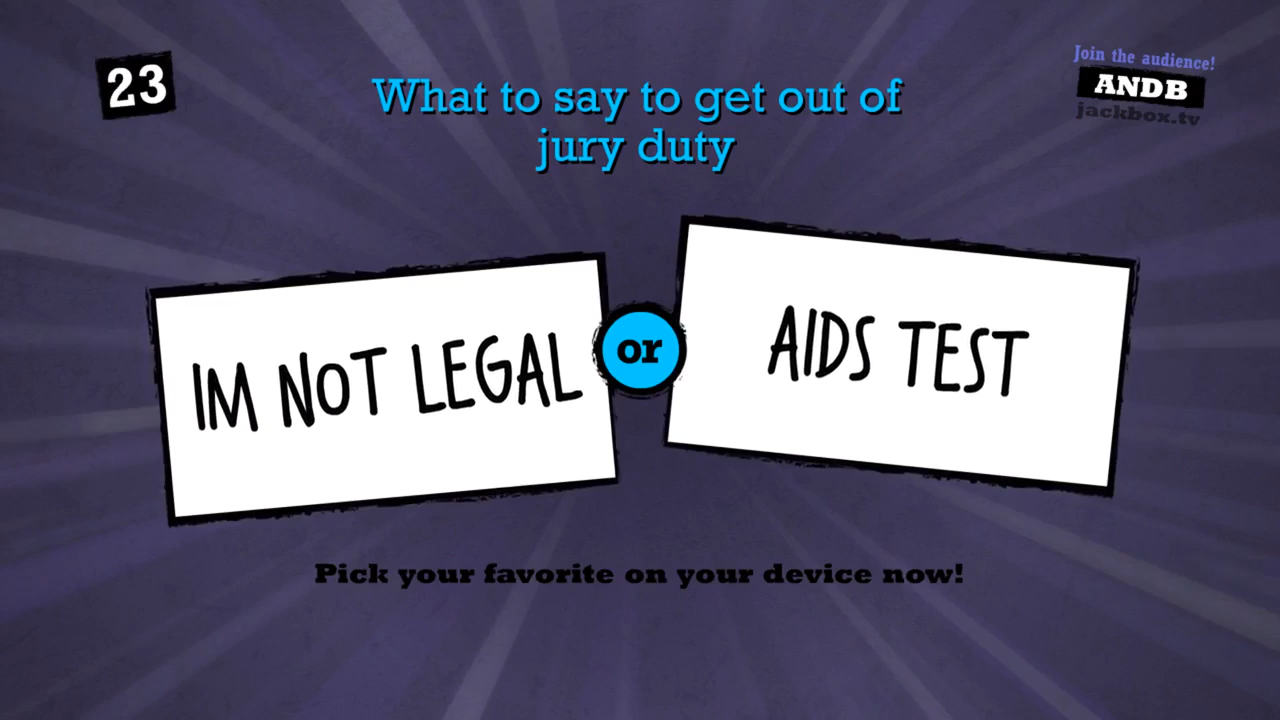 23
What to say to get out of
jury duty
Join the audience!
ANDB
jackbox.tv
IM NOT LEGAL
or
AIDS TEST
Pick your favorite on your device now!